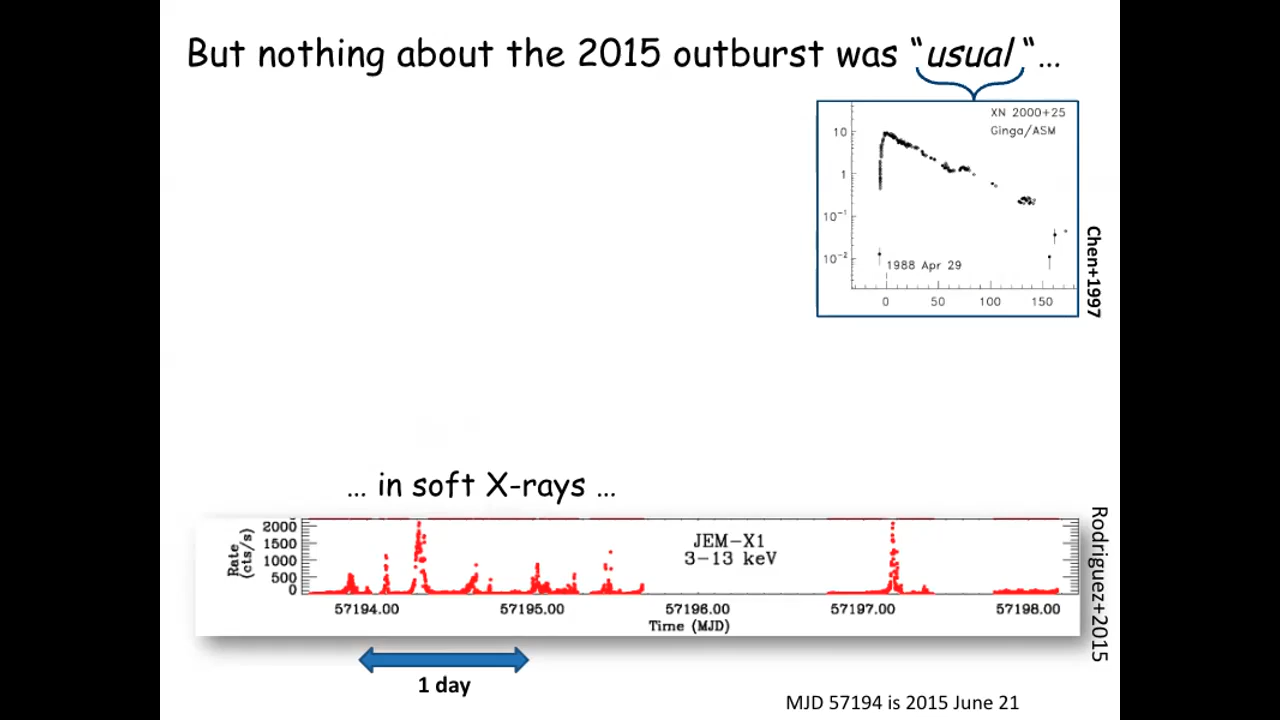 But nothing about the 2015 outburst was “usual “…
XN 2000+25
Ginga/ASM
10
1
10⁻¹
10⁻²
1988 Apr 29
0 50 100 150
Chen+1997
… in soft X-rays …
Rate
(cts/s)
2000
1500
1000
500
0
JEM-X1
3-13 keV
57194.00 57195.00 57196.00 57197.00 57198.00
Time (MJD)
Rodriguez+2015
1 day
MJD 57194 is 2015 June 21